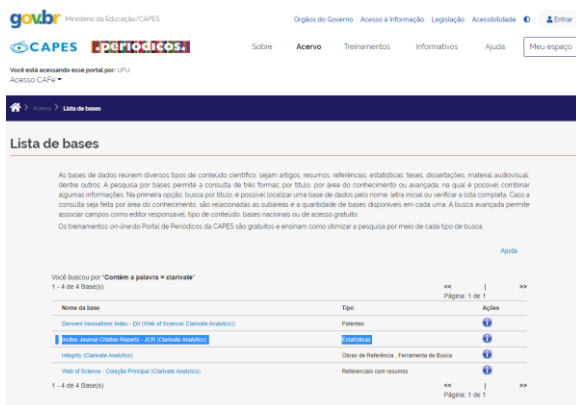 gov.br Ministério da Educação/CAPES Órgãos do Governo Acesso à Informação Legislação Acessibilidade Entrar
CAPES .periódicos. Sobre Acervo Treinamentos Informativos Ajuda Meu espaço
Você está acessando esse portal por: UFU
Acesso CAFe
> Acervo > Lista de bases
Lista de bases
As bases de dados reúnem diversos tipos de conteúdo científico, sejam artigos, resumos, referências, estatísticas, teses, dissertações, material audiovisual,
dentre outros. A pesquisa por bases permite a consulta de três formas: por título, por área do conhecimento ou avançada, na qual é possível combinar
algumas informações. Na primeira opção, busca por título, é possível localizar uma base de dados pelo nome, letra inicial ou verificar a lista completa. Caso a
consulta seja feita por área do conhecimento, são relacionadas as subáreas e a quantidade de bases disponíveis em cada uma. A busca avançada permite
associar campos como editor responsável, tipo de conteúdo, bases nacionais ou de acesso gratuito.
Os treinamentos on-line do Portal de Periódicos da CAPES são gratuitos e ensinam como otimizar a pesquisa por meio de cada tipo de busca.
Ajuda
Você buscou por "Contém a palavra = clarivate"
1 - 4 de 4 Base(s) << | >>
Página: 1 de 1
Nome da base Tipo Ações
Derwent Innovations Index - DII (Web of Science/ Clarivate Analytics) Patentes
Incites Journal Citation Reports - JCR (Clarivate Analytics) Estatísticas
Integrity (Clarivate Analytics) Obras de Referência , Ferramenta de Busca
Web of Science - Coleção Principal (Clarivate Analytics) Referenciais com resumos
1 - 4 de 4 Base(s) << | >>
Página: 1 de 1